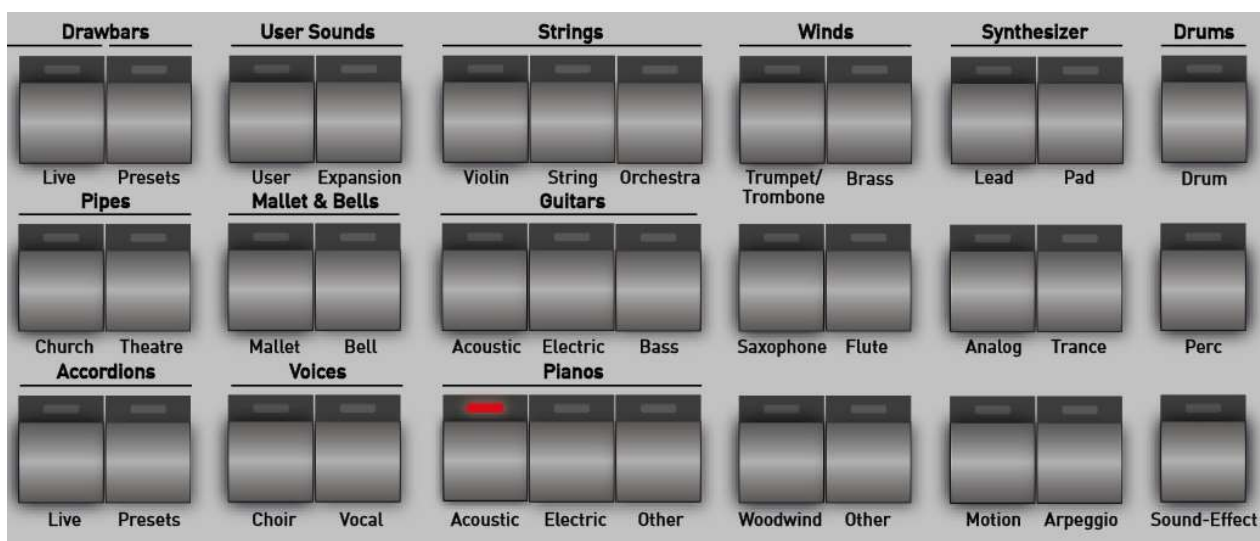 Drawbars User Sounds Strings Winds Synthesizer Drums
Live Presets User Expansion Violin String Orchestra Trumpet/ Brass Lead Pad Drum
Trombone
Pipes Mallet & Bells Guitars
Church Theatre Mallet Bell Acoustic Electric Bass Saxophone Flute Analog Trance Perc
Accordions Voices Pianos
Live Presets Choir Vocal Acoustic Electric Other Woodwind Other Motion Arpeggio Sound-Effect